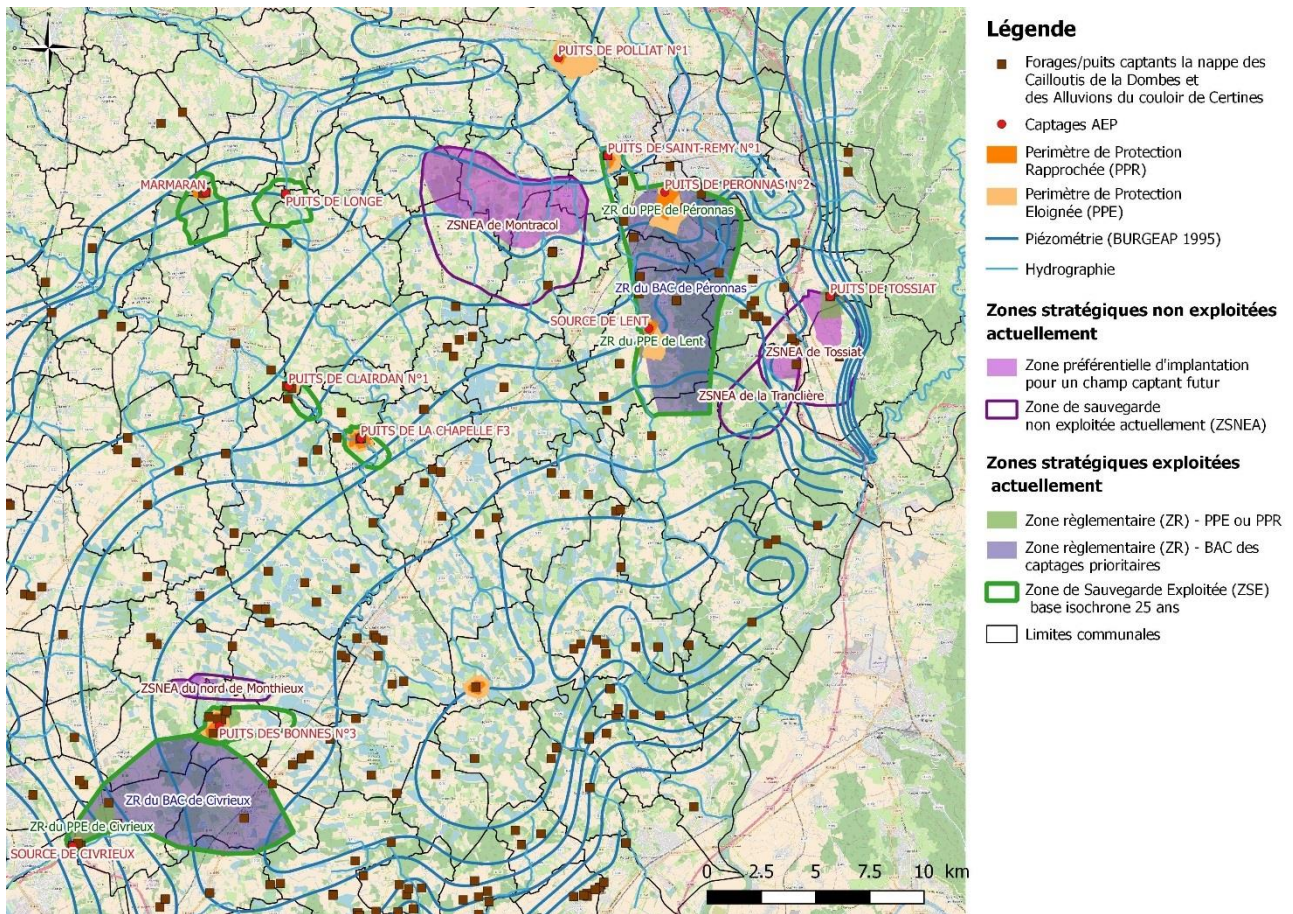 PUITS DE POLLIAT N°1
PUITS DE SAINT-REMY N°1
MARMARAN
PUITS DE LONGE
PUITS DE PERONNAS N°2
ZR du PPE de Péronnas
ZSNEA de Montracol
ZR du BAC de Péronnas
PUITS DE TOSSIAT
SOURCE DE LENT
ZR du PPE de Lent
ZSNEA de Tossiat
PUITS DE CLAIRDAN N°1
ZSNEA de la Tranclière
PUITS DE LA CHAPELLE F3
ZSNEA du nord de Monthieux
PUITS DES BONNES N°3
ZR du BAC de Civrieux
ZR du PPE de Civrieux
SOURCE DE CIVRIEUX
0 2.5 5 7.5 10 km
Légende
Forages/puits captants la nappe des
Cailloutis de la Dombes et
des Alluvions du couloir de Certines
Captages AEP
Perimètre de Protection
Rapprochée (PPR)
Perimètre de Protection
Eloignée (PPE)
Piézométrie (BURGEAP 1995)
Hydrographie
Zones stratégiques non exploitées
actuellement
Zone préférentielle d'implantation
pour un champ captant futur
Zone de sauvegarde
non exploitée actuellement (ZSNEA)
Zones stratégiques exploitées
actuellement
Zone règlementaire (ZR) - PPE ou PPR
Zone règlementaire (ZR) - BAC des
captages prioritaires
Zone de Sauvegarde Exploitée (ZSE)
base isochrone 25 ans
Limites communales